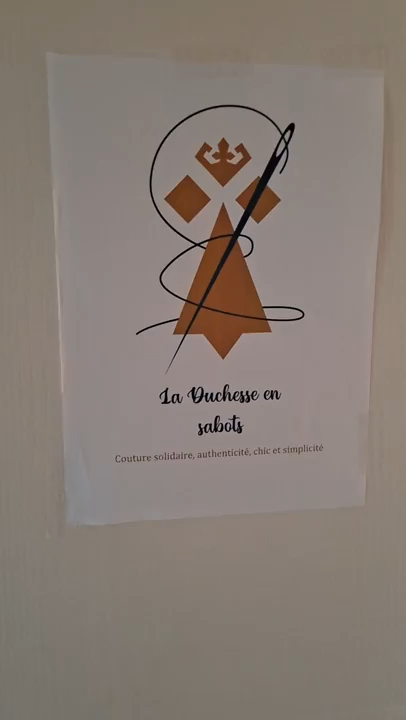 La Duchesse en
sabots
Couture solidaire, authenticité, chic et simplicité